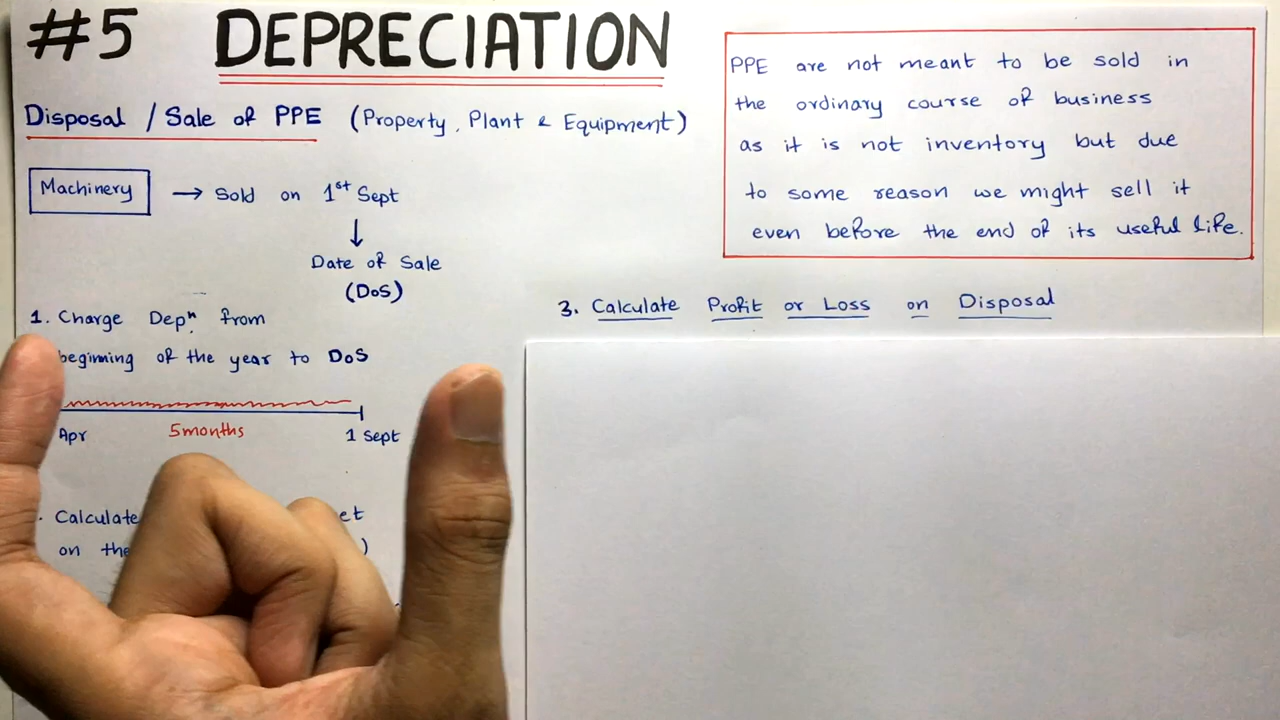 #5 DEPRECIATION
Disposal / Sale of PPE (Property, Plant & Equipment)
Machinery → Sold on 1st Sept
Date of Sale
(DoS)
1. Charge Depn from
beginning of the year to DoS
Apr 5months 1 Sept
Calculate et
on the )
PPE are not meant to be sold in
the ordinary course of business
as it is not inventory but due
to some reason we might sell it
even before the end of its useful life.
3. Calculate Profit or Loss on Disposal